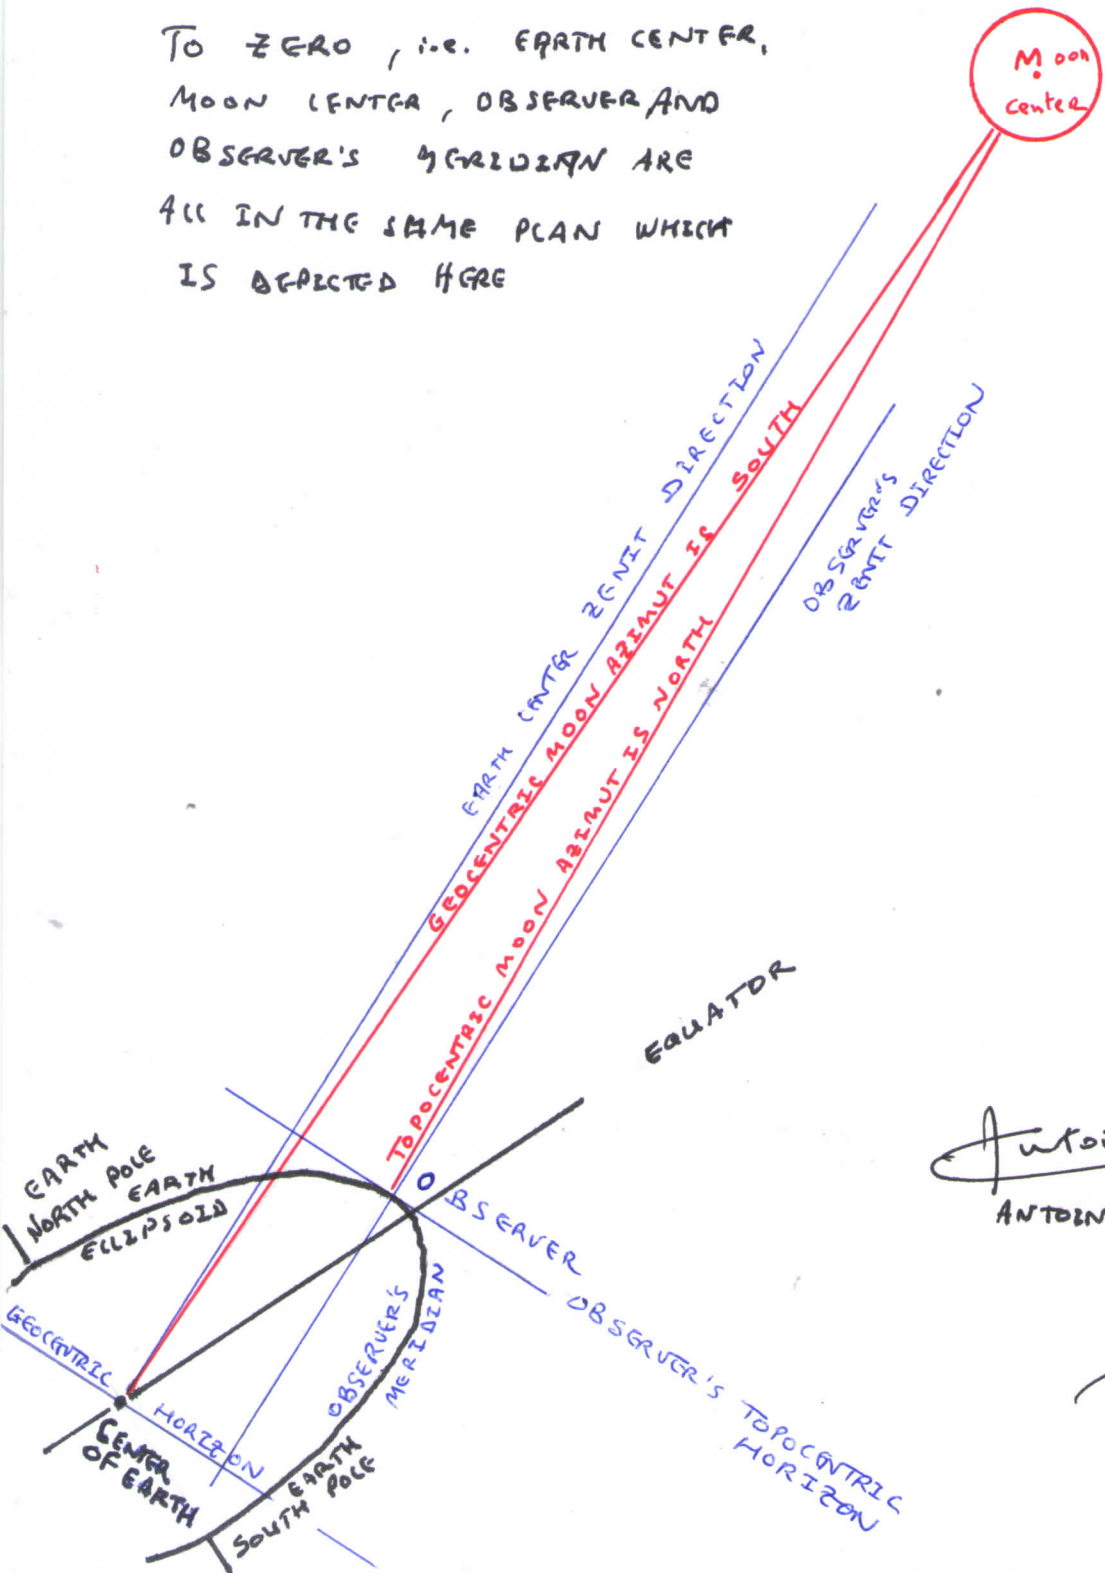 TO ZERO, i.e. EARTH CENTER,
MOON CENTER, OBSERVER AND
OBSERVER'S MERIDIAN ARE
ALL IN THE SAME PLAN WHICH
IS DEPICTED HERE
Moon
center
EARTH CENTER ZENIT DIRECTION
GEOCENTRIC MOON AZIMUT IS SOUTH
TOPOCENTRIC MOON AZIMUT IS NORTH
OBSERVER'S
ZENIT DIRECTION
EQUATOR
EARTH
NORTH POLE
EARTH
ELLIPSOID
OBSERVER
OBSERVER'S TOPOCENTRIC
HORIZON
OBSERVER'S
MERIDIAN
GEOCENTRIC HORIZON
CENTER
OF EARTH
EARTH
SOUTH POLE